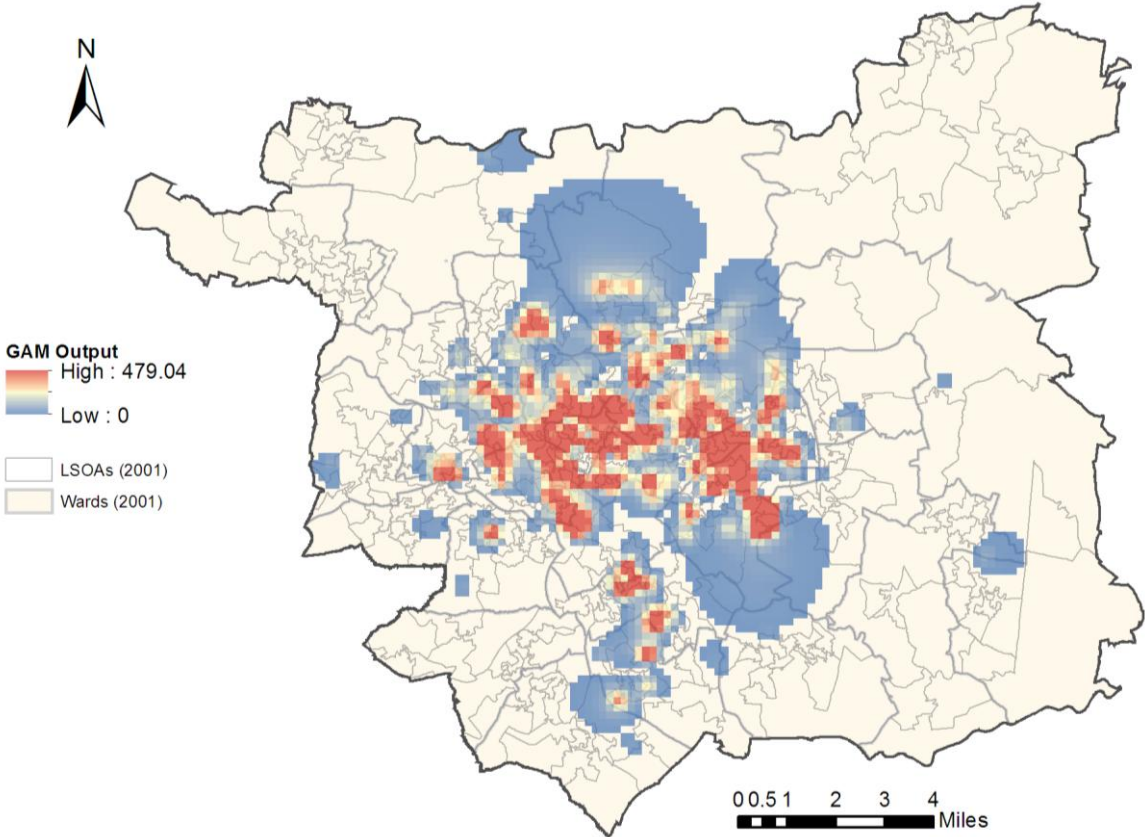 N
GAM Output
High : 479.04
Low : 0
LSOAs (2001)
Wards (2001)
0 0.5 1 2 3 4
Miles